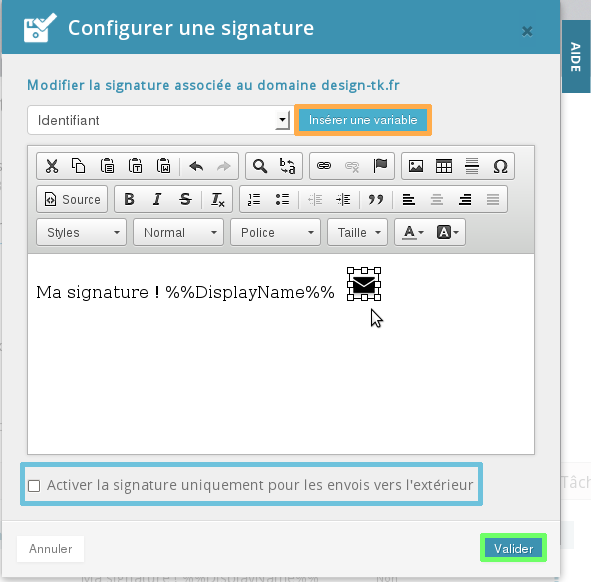 Configurer une signature
×
AIDE
Modifier la signature associée au domaine design-tk.fr
Identifiant
Insérer une variable
Source
B I S Ix
Styles
Normal
Police
Taille
A
A
Ma signature ! %%DisplayName%%
Activer la signature uniquement pour les envois vers l'extérieur
Tâch
Annuler
Valider
Ma signature ! %%DisplayName%%
Non